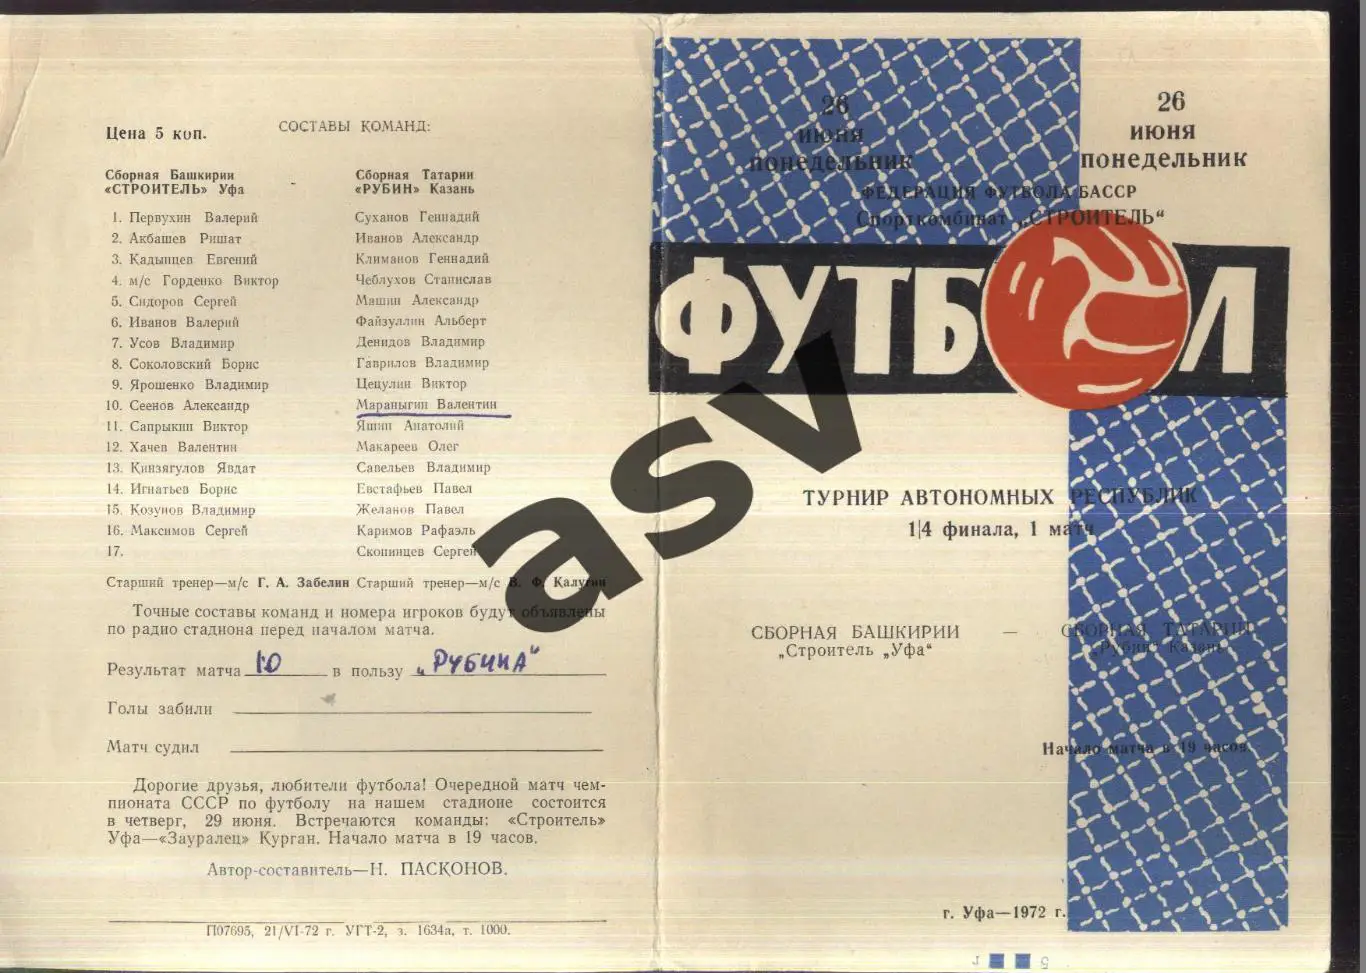 Цена 5 коп.
СОСТАВЫ КОМАНД:
Сборная Башкирии
«СТРОИТЕЛЬ» Уфа
1. Первухин Валерий
2. Акбашев Ришат
3. Кадынцев Евгений
4. м/с Горденко Виктор
5. Сидоров Сергей
6. Иванов Валерий
7. Усов Владимир
8. Соколовский Борис
9. Ярошенко Владимир
10. Сеенов Александр
11. Сапрыкин Виктор
12. Хачев Валентин
13. Кинзягулов Явдат
14. Игнатьев Борис
15. Козунов Владимир
16. Максимов Сергей
17.
Сборная Татарии
«РУБИН» Казань
Суханов Геннадий
Иванов Александр
Климанов Геннадий
Чеблухов Станислав
Машин Александр
Файзуллин Альберт
Денидов Владимир
Гаврилов Владимир
Цецулин Виктор
Мараныгин Валентин
Яшин Анатолий
Макареев Олег
Савельев Владимир
Евстафьев Павел
Желанов Павел
Каримов Рафаэль
Скопинцев Сергей
Старший тренер—м/с Г. А. Забелин Старший тренер—м/с В. Ф. Калугин
Точные составы команд и номера игроков будут объявлены
по радио стадиона перед началом матча.
Результат матча 1:0 в пользу „РУБИНА"
Голы забили
Матч судил
Дорогие друзья, любители футбола! Очередной матч чем-
пионата СССР по футболу на нашем стадионе состоится
в четверг, 29 июня. Встречаются команды: «Строитель»
Уфа—«Зауралец» Курган. Начало матча в 19 часов.
Автор-составитель—Н. ПАСКОНОВ.
П07695, 21/VI-72 г. УГТ-2, з. 1634а, т. 1000.
26
июня
понедельник
26
июня
понедельник
ФЕДЕРАЦИЯ ФУТБОЛА БАССР
Спорткомбинат „СТРОИТЕЛЬ"
ФУТБОЛ
ТУРНИР АВТОНОМНЫХ РЕСПУБЛИК
1|4 финала, 1 матч
СБОРНАЯ БАШКИРИИ — СБОРНАЯ ТАТАРИИ
„Строитель „Уфа" „Рубин" Казань
Начало матча в 19 часов.
г. Уфа—1972 г.
asv